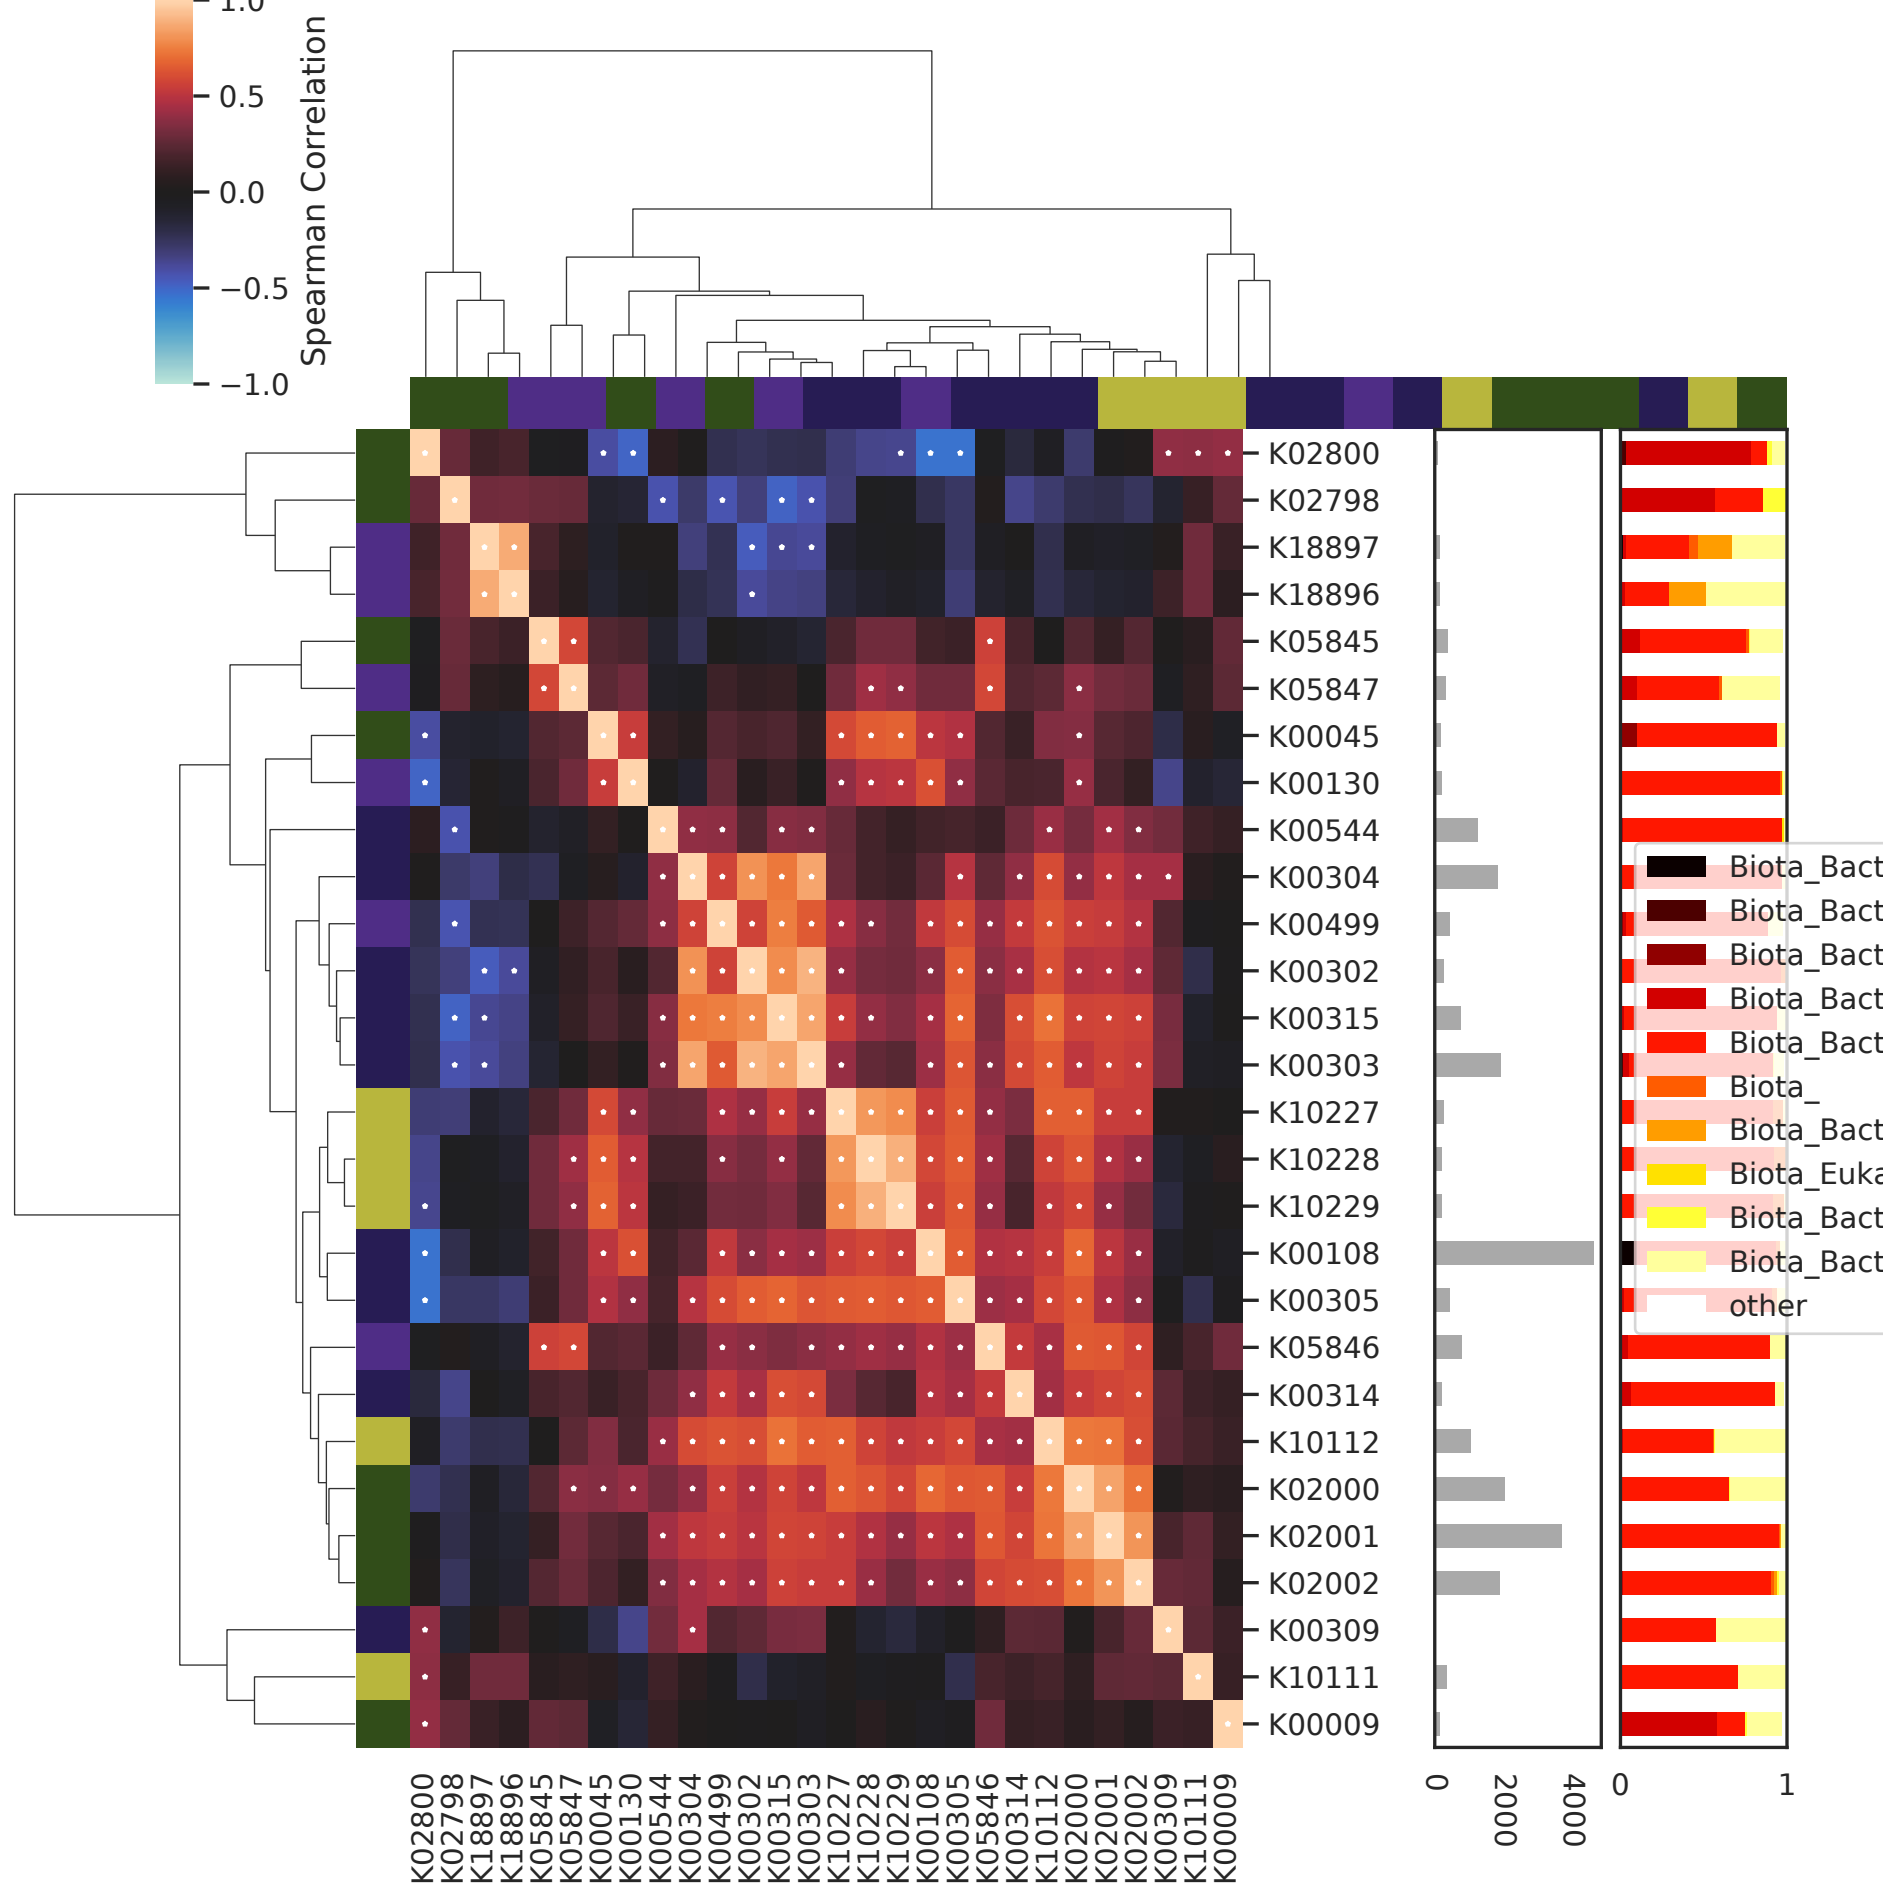 1.0
0.5
0.0
−0.5
−1.0
Spearman Correlation
K02800
K02798
K18897
K18896
K05845
K05847
K00045
K00130
K00544
K00304
K00499
K00302
K00315
K00303
K10227
K10228
K10229
K00108
K00305
K05846
K00314
K10112
K02000
K02001
K02002
K00309
K10111
K00009
Biota_Bact
Biota_Bact
Biota_Bact
Biota_Bact
Biota_Bact
Biota_
Biota_Bact
Biota_Euka
Biota_Bact
Biota_Bact
other
K02800
K02798
K18897
K18896
K05845
K05847
K00045
K00130
K00544
K00304
K00499
K00302
K00315
K00303
K10227
K10228
K10229
K00108
K00305
K05846
K00314
K10112
K02000
K02001
K02002
K00309
K10111
K00009
0
2000
4000
0
1